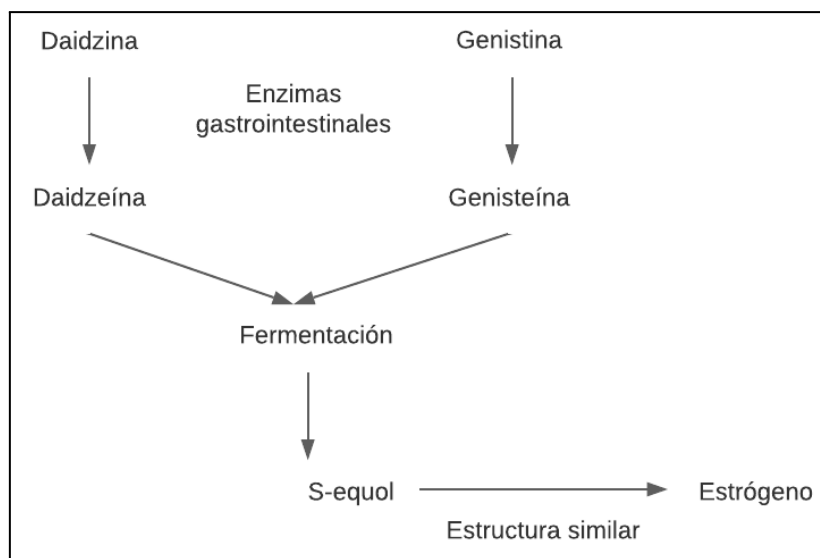 Daidzina
Genistina
Enzimas
gastrointestinales
Daidzeína
Genisteína
Fermentación
S-equol
Estrógeno
Estructura similar